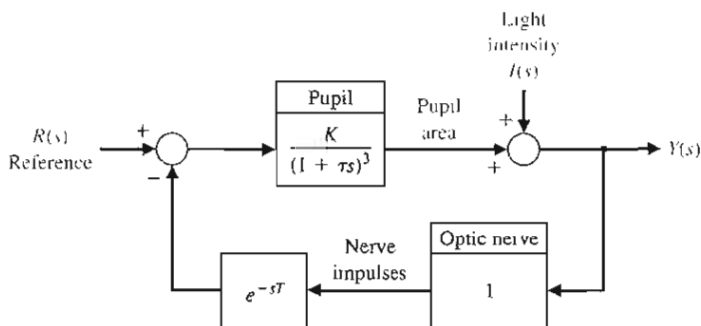 Light
intensity
I(s)
Pupil
K
(1 + τs)³
Pupil
area
R(s)
Reference
+
−
+
+
Y(s)
Nerve
impulses
Optic nerve
e⁻ˢᵀ
1